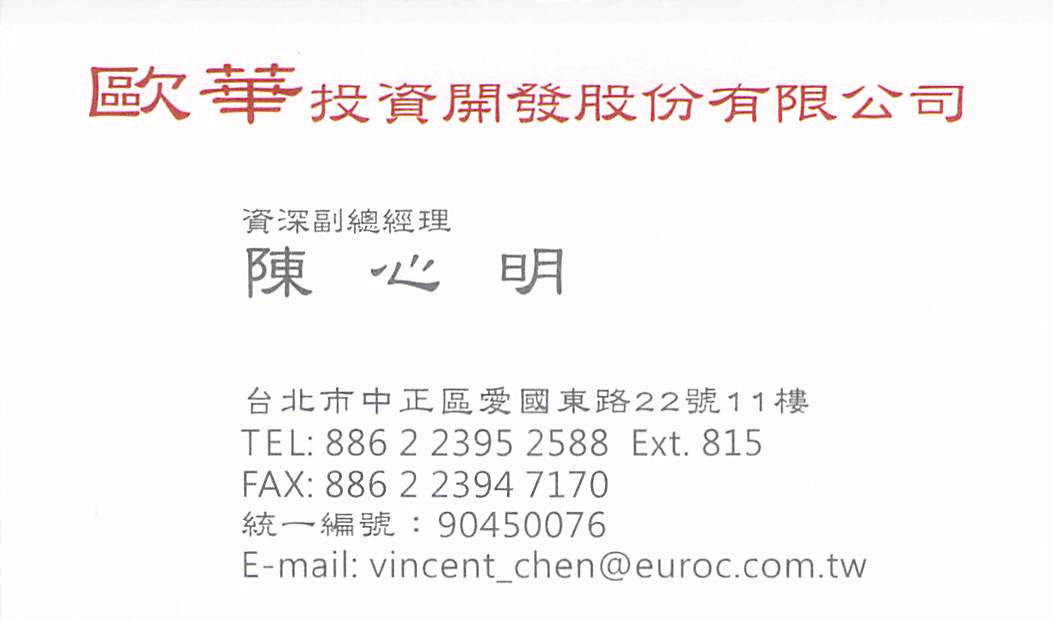 歐華投資開發股份有限公司
資深副總經理
陳心明
台北市中正區愛國東路22號11樓
TEL: 886 2 2395 2588 Ext. 815
FAX: 886 2 2394 7170
統一編號：90450076
E-mail: vincent_chen@euroc.com.tw